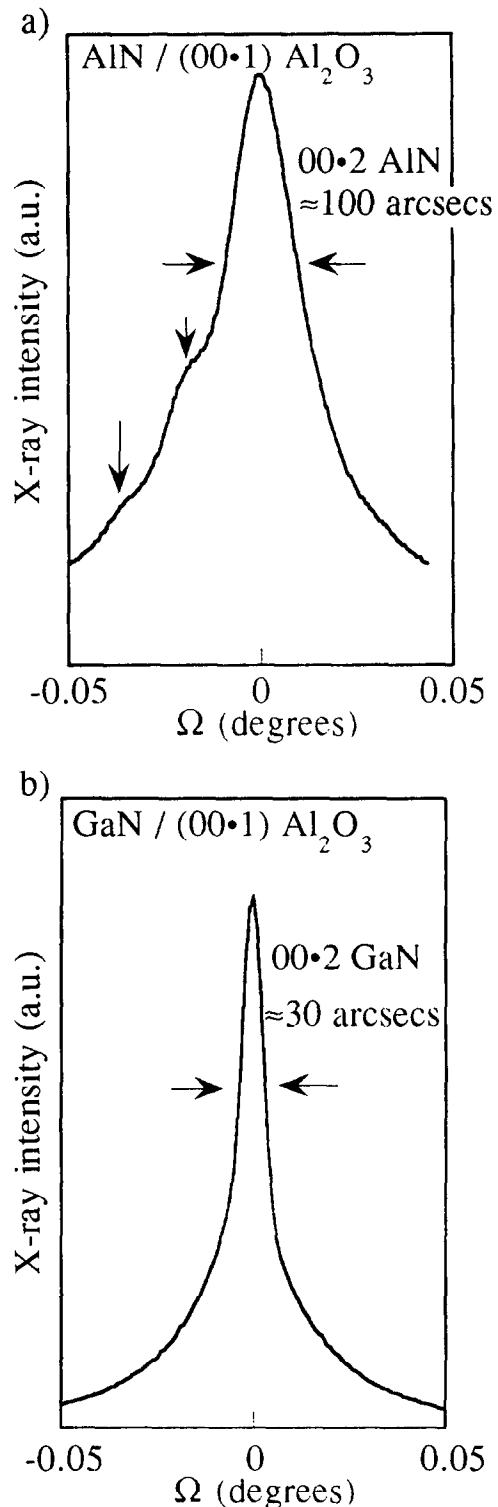 a)
AlN / (00•1) Al₂O₃
00•2 AlN
≈100 arcsecs
X-ray intensity (a.u.)
-0.05 0 0.05
Ω (degrees)
b)
GaN / (00•1) Al₂O₃
00•2 GaN
≈30 arcsecs
X-ray intensity (a.u.)
-0.05 0 0.05
Ω (degrees)